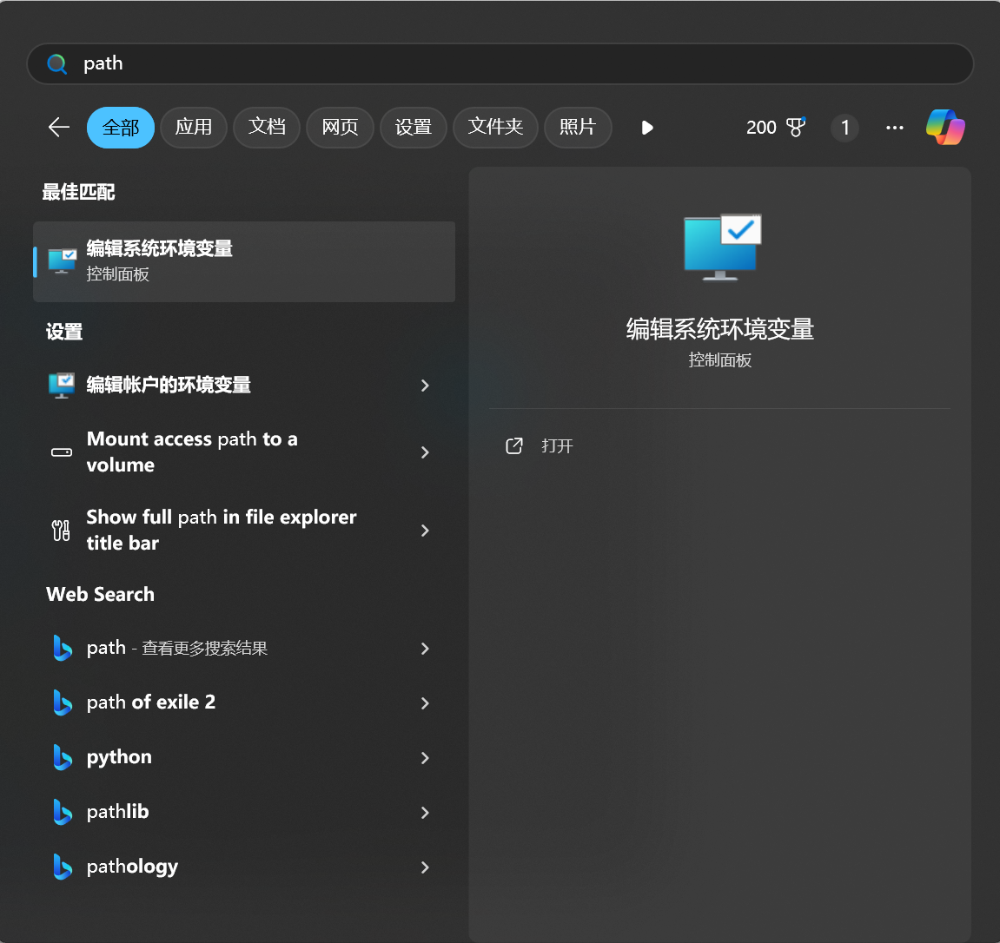 path
全部 应用 文档 网页 设置 文件夹 照片 200 1 ...
最佳匹配
编辑系统环境变量
控制面板
设置
编辑帐户的环境变量
Mount access path to a
volume
Show full path in file explorer
title bar
Web Search
path - 查看更多搜索结果
path of exile 2
python
pathlib
pathology
编辑系统环境变量
控制面板
打开